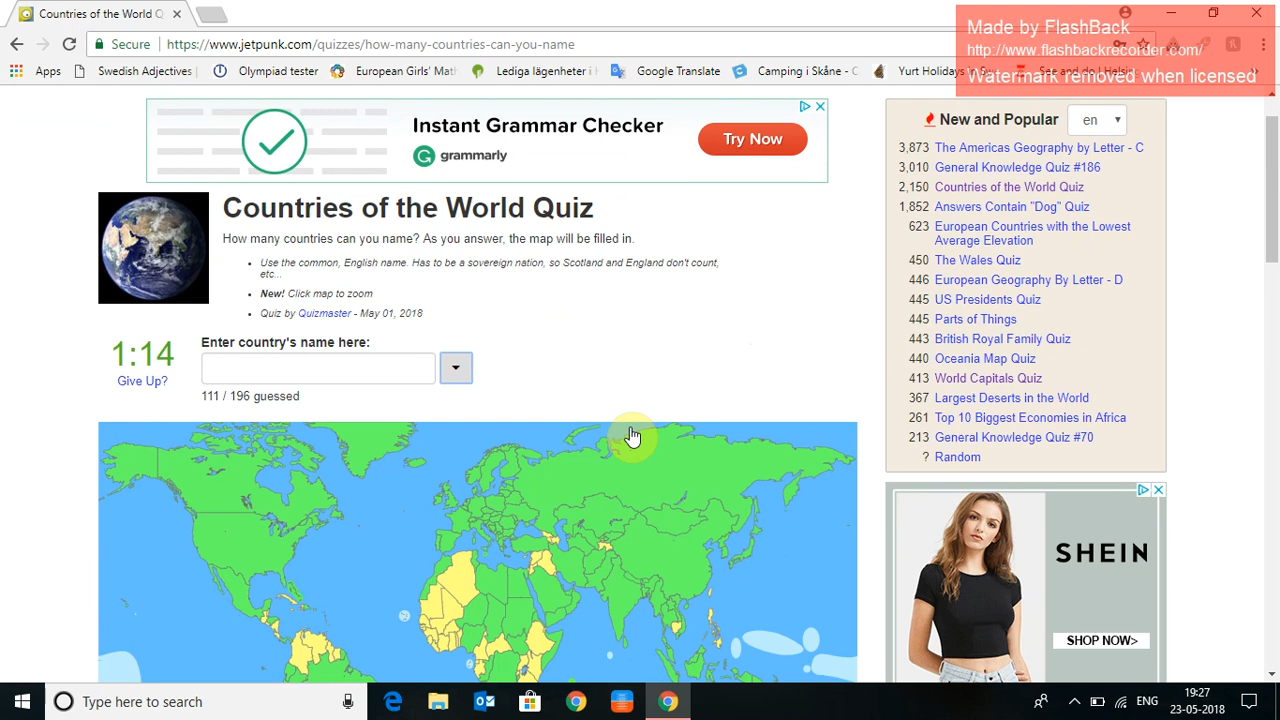 Countries of the World Quiz
Made by FlashBack
http://www.flashbackrecorder.com/
Watermark removed when licensed
Secure
https://www.jetpunk.com/quizzes/how-many-countries-can-you-name
Apps
Swedish Adjectives
Olympiadtester
European Girls' Mat
Lediga lägenheter i
Google Translate
Camping i Skåne - C
Yurt Holidays in S
See and do | Helsin
Instant Grammar Checker
grammarly
Try Now
Countries of the World Quiz
How many countries can you name? As you answer, the map will be filled in.
Use the common, English name. Has to be a sovereign nation, so Scotland and England don't count,
etc...
New! Click map to zoom
Quiz by Quizmaster - May 01, 2018
1:14
Give Up?
Enter country's name here:
111 / 196 guessed
New and Popular
en
3,873 The Americas Geography by Letter - C
3,010 General Knowledge Quiz #186
2,150 Countries of the World Quiz
1,852 Answers Contain "Dog" Quiz
623 European Countries with the Lowest
Average Elevation
450 The Wales Quiz
446 European Geography By Letter - D
445 US Presidents Quiz
445 Parts of Things
443 British Royal Family Quiz
440 Oceania Map Quiz
413 World Capitals Quiz
367 Largest Deserts in the World
261 Top 10 Biggest Economies in Africa
213 General Knowledge Quiz #70
? Random
SHEIN
SHOP NOW>
Type here to search
ENG
19:27
23-05-2018